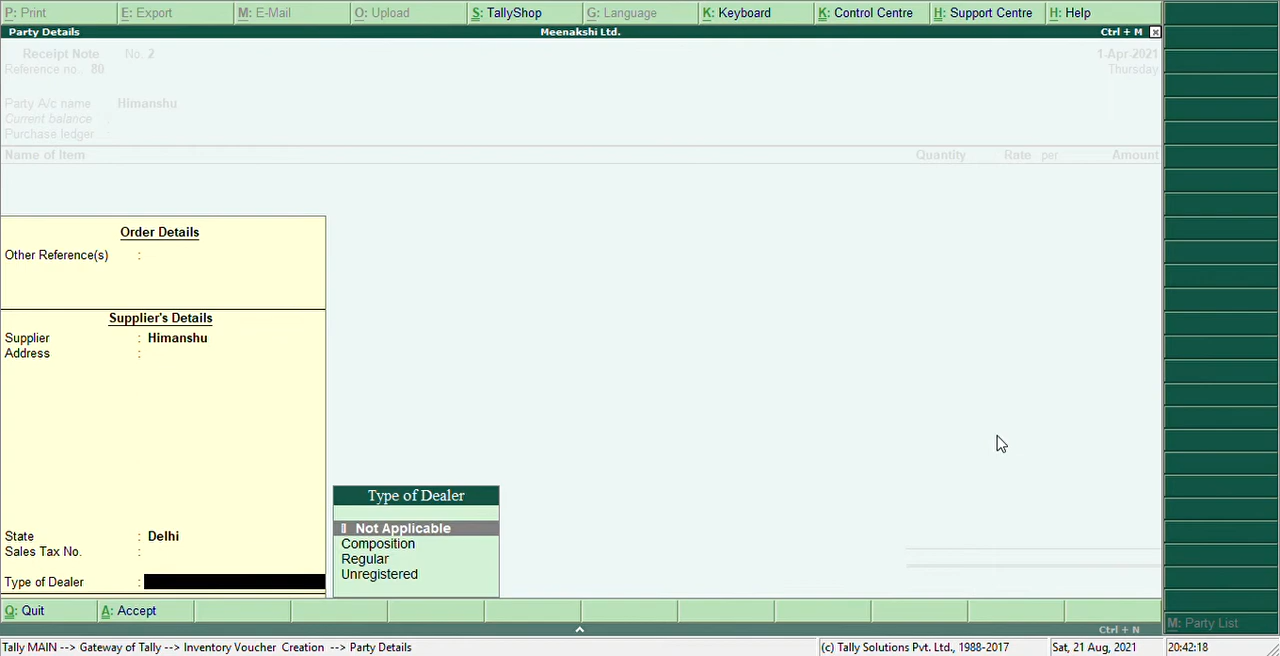 P: Print E: Export M: E-Mail O: Upload S: TallyShop G: Language K: Keyboard K: Control Centre H: Support Centre H: Help
Party Details Meenakshi Ltd. Ctrl + M
Receipt Note No. 2 1-Apr-2021
Reference no. 80 Thursday
Party A/c name Himanshu
Current balance :
Purchase ledger :
Name of Item Quantity Rate per Amount
Order Details
Other Reference(s) :
Supplier's Details
Supplier : Himanshu
Address :
Type of Dealer
Not Applicable
State : Delhi
Composition
Sales Tax No. :
Regular
Unregistered
Type of Dealer :
Q: Quit A: Accept
Ctrl + N M: Party List
Tally MAIN --> Gateway of Tally --> Inventory Voucher Creation --> Party Details (c) Tally Solutions Pvt. Ltd., 1988-2017 Sat, 21 Aug, 2021 20:42:18